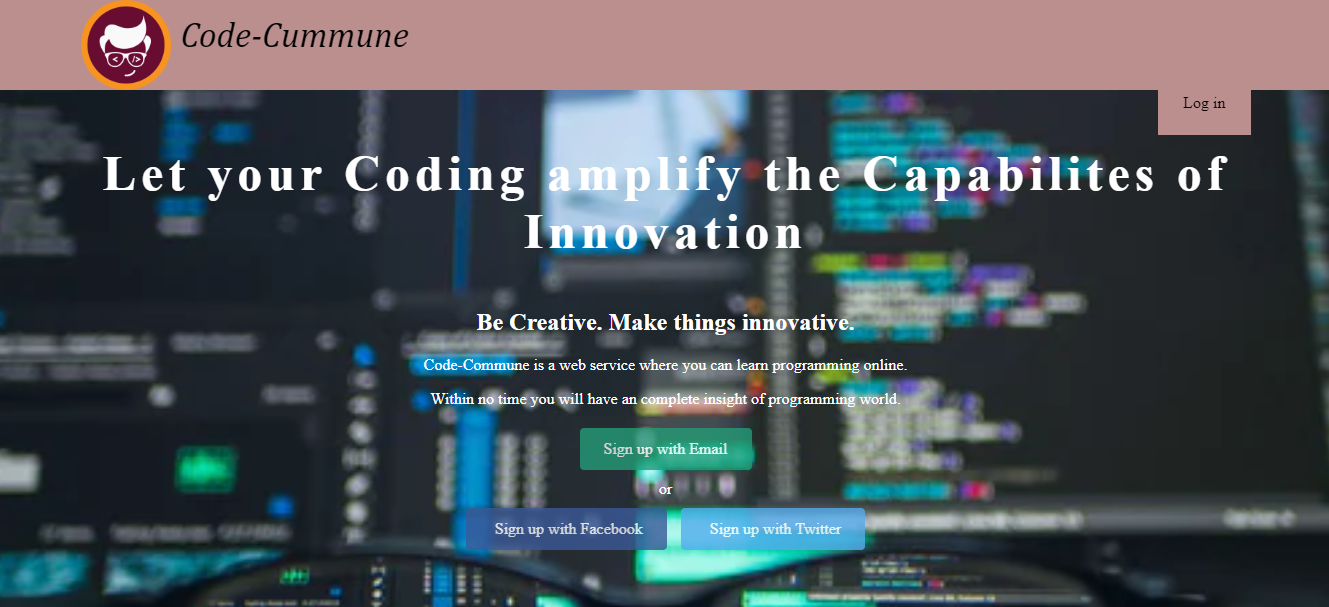 Code-Cummune
Log in
Let your Coding amplify the Capabilites of
Innovation
Be Creative. Make things innovative.
Code-Commune is a web service where you can learn programming online.
Within no time you will have an complete insight of programming world.
Sign up with Email
or
Sign up with Facebook
Sign up with Twitter